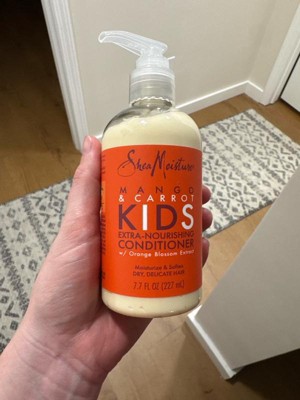 SheaMoisture
MANGO
& CARROT
KIDS
EXTRA-NOURISHING
CONDITIONER
w/ Orange Blossom Extract
Moisturize & Soften
DRY, DELICATE HAIR
7.7 fl oz (227 mL)